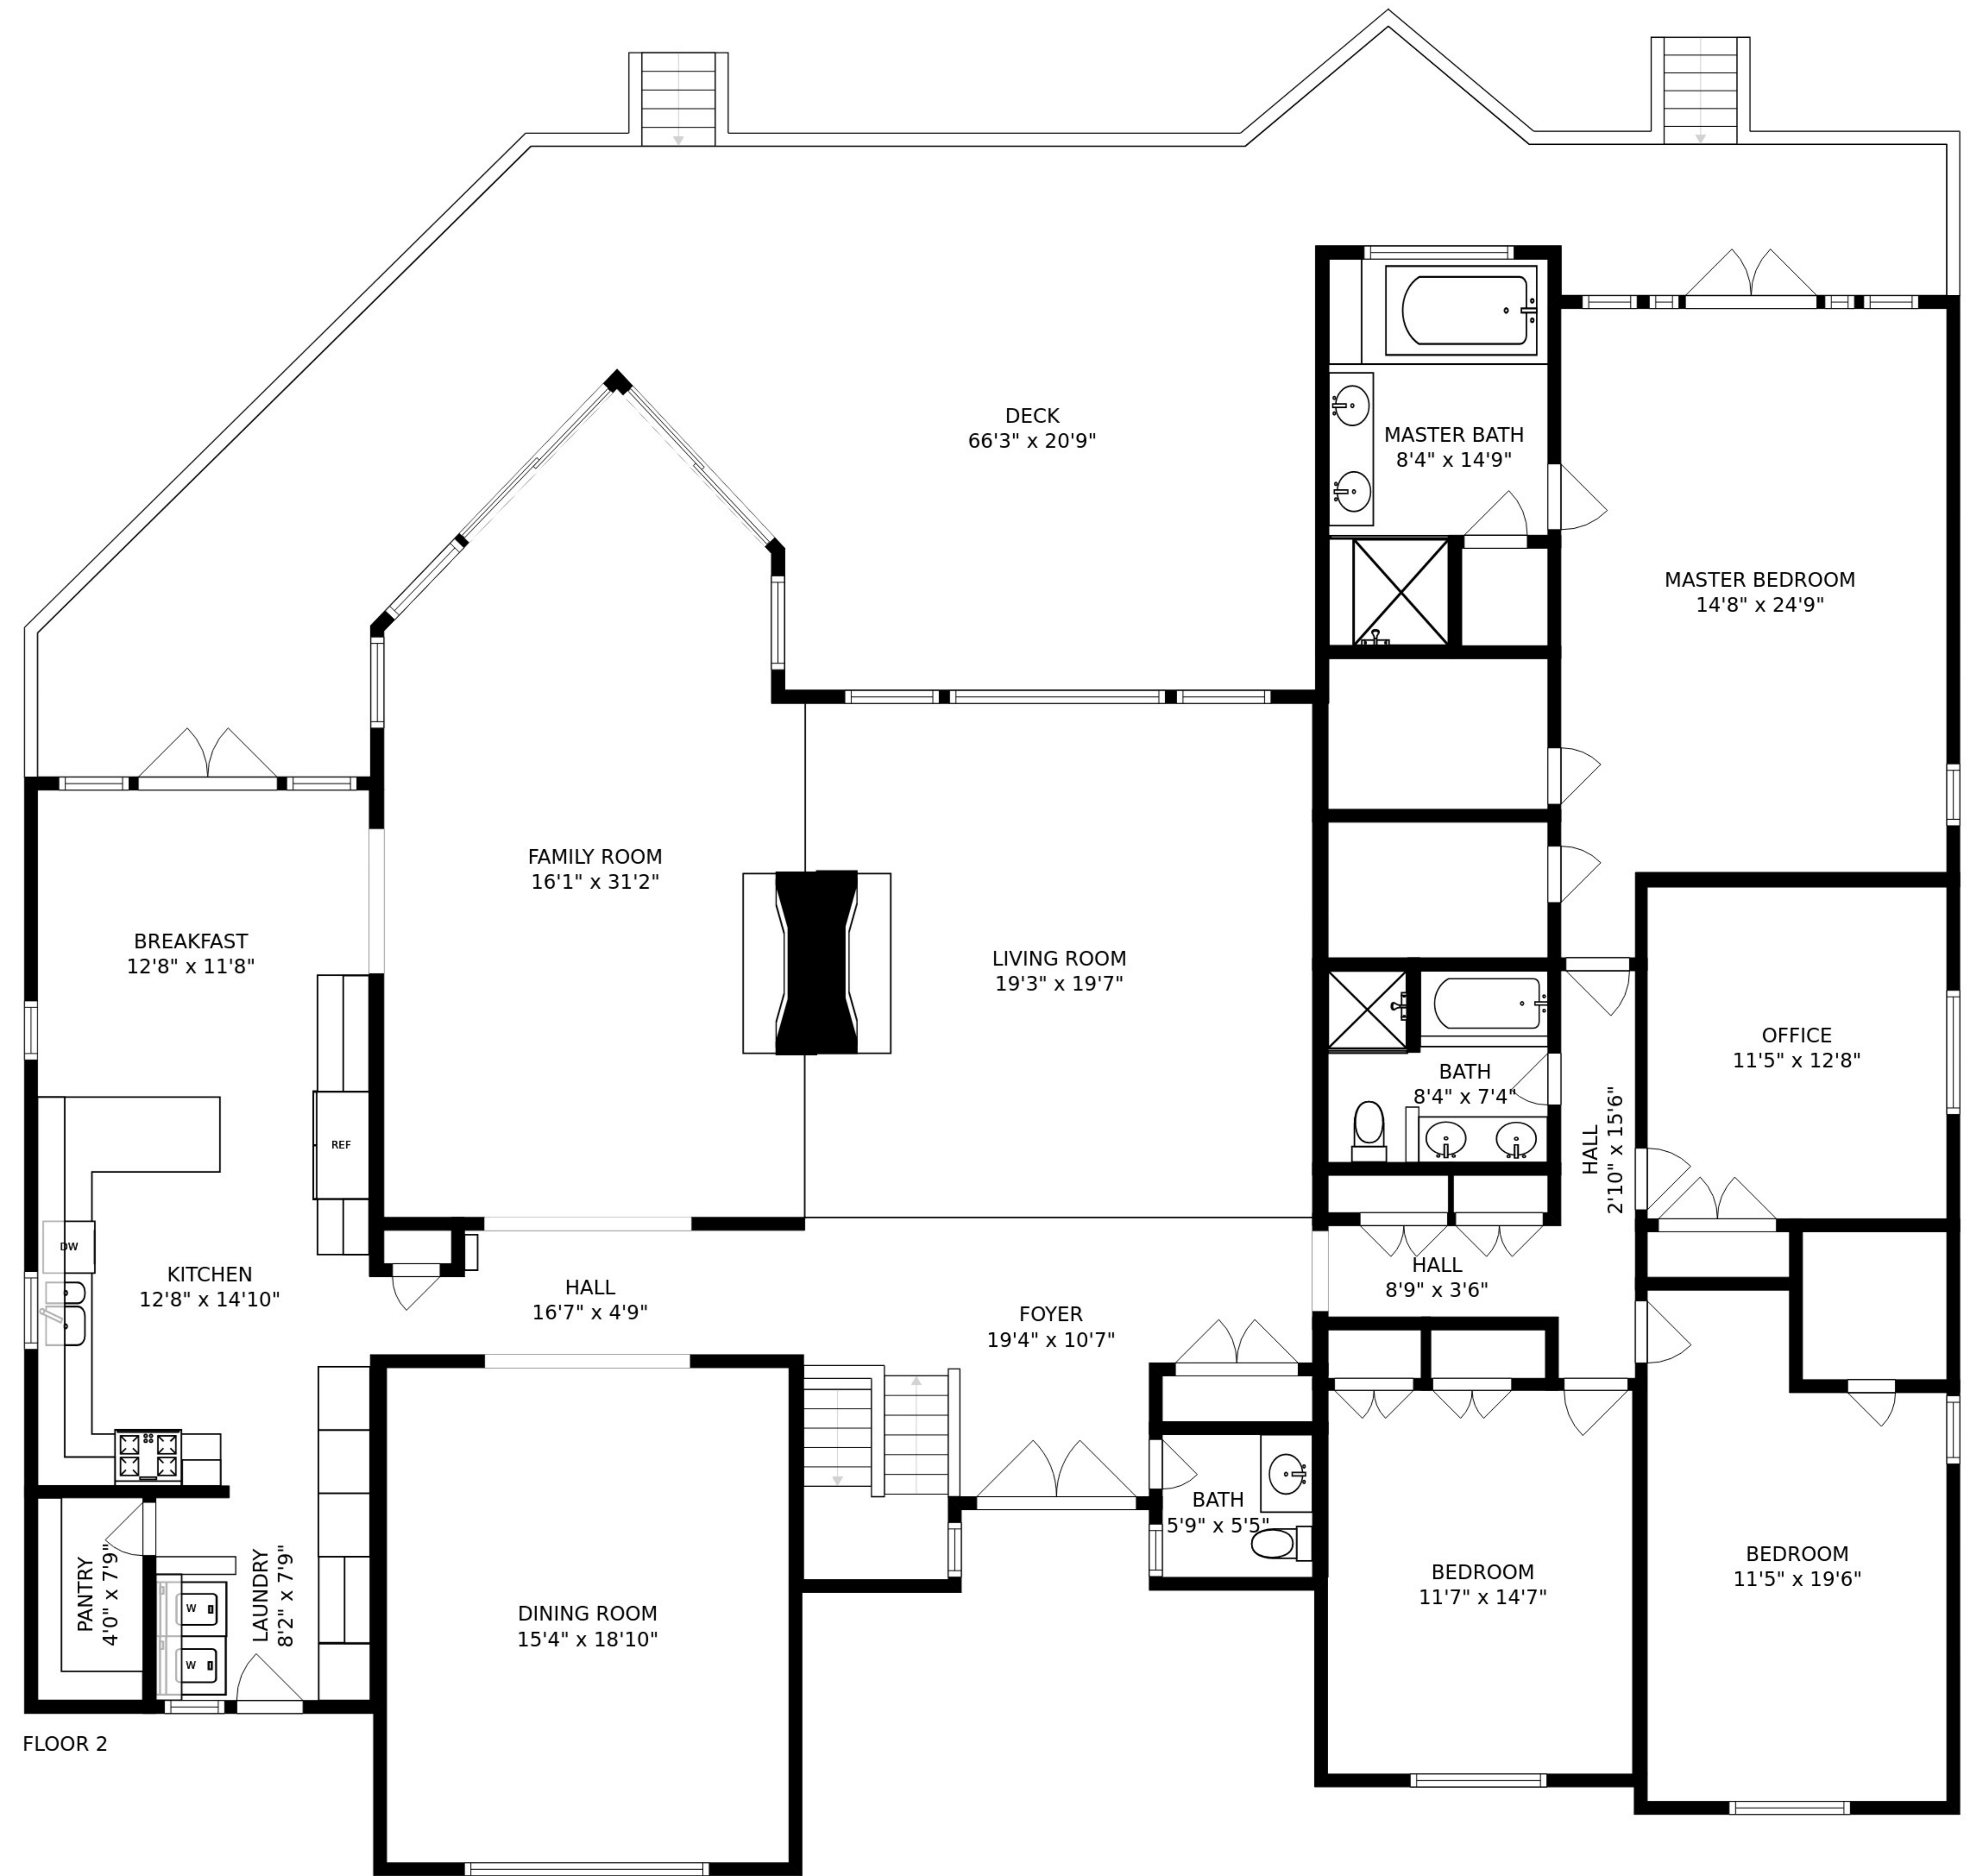 DECK
66'3" x 20'9"
MASTER BATH
8'4" x 14'9"
MASTER BEDROOM
14'8" x 24'9"
FAMILY ROOM
16'1" x 31'2"
BREAKFAST
12'8" x 11'8"
LIVING ROOM
19'3" x 19'7"
OFFICE
11'5" x 12'8"
BATH
8'4" x 7'4"
HALL
2'10" x 15'6"
REF
DW
KITCHEN
12'8" x 14'10"
HALL
16'7" x 4'9"
FOYER
19'4" x 10'7"
HALL
8'9" x 3'6"
BATH
5'9" x 5'5"
BEDROOM
11'7" x 14'7"
BEDROOM
11'5" x 19'6"
PANTRY
4'0" x 7'9"
W
W
LAUNDRY
8'2" x 7'9"
DINING ROOM
15'4" x 18'10"
FLOOR 2